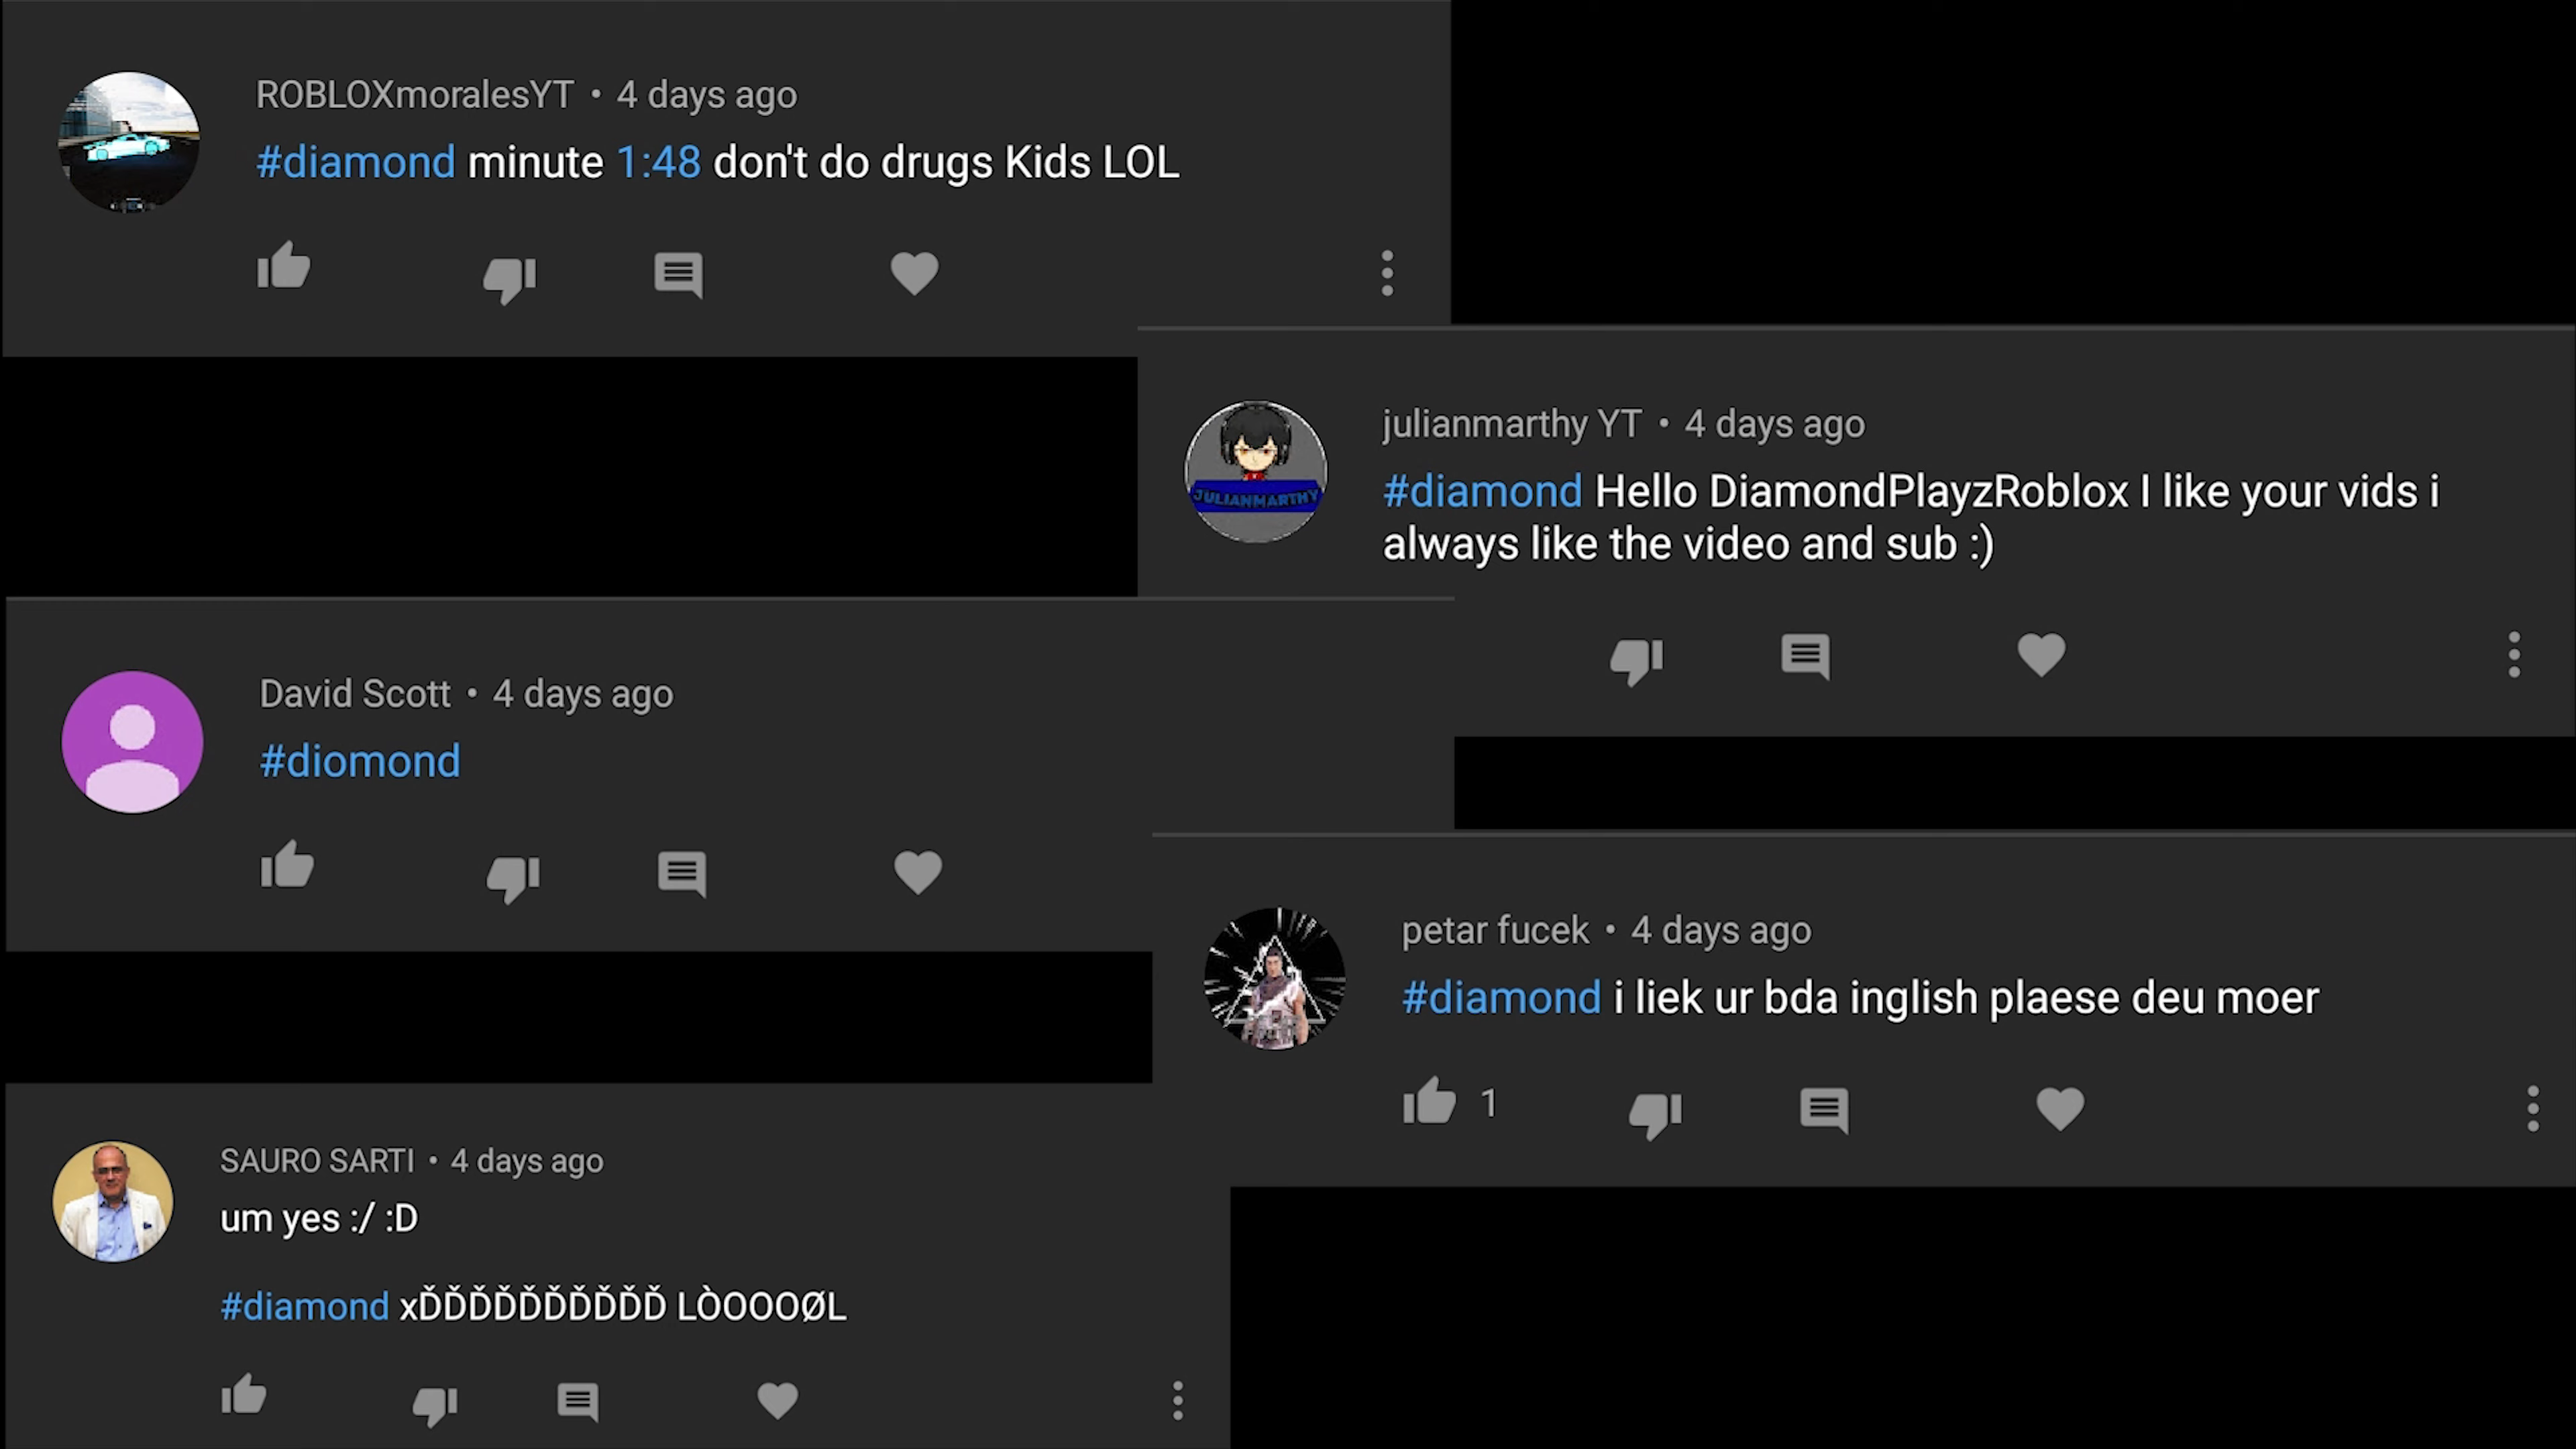 ROBLOXmoralesYT • 4 days ago
#diamond minute 1:48 don't do drugs Kids LOL
julianmarthy YT • 4 days ago
JULIANMARTHY
#diamond Hello DiamondPlayzRoblox I like your vids i
always like the video and sub :)
David Scott • 4 days ago
#diomond
petar fucek • 4 days ago
#diamond i liek ur bda inglish plaese deu moer
1
SAURO SARTI • 4 days ago
um yes :/ :D
#diamond xĎĎĎĎĎĎĎĎĎĎ LÒOOOØL